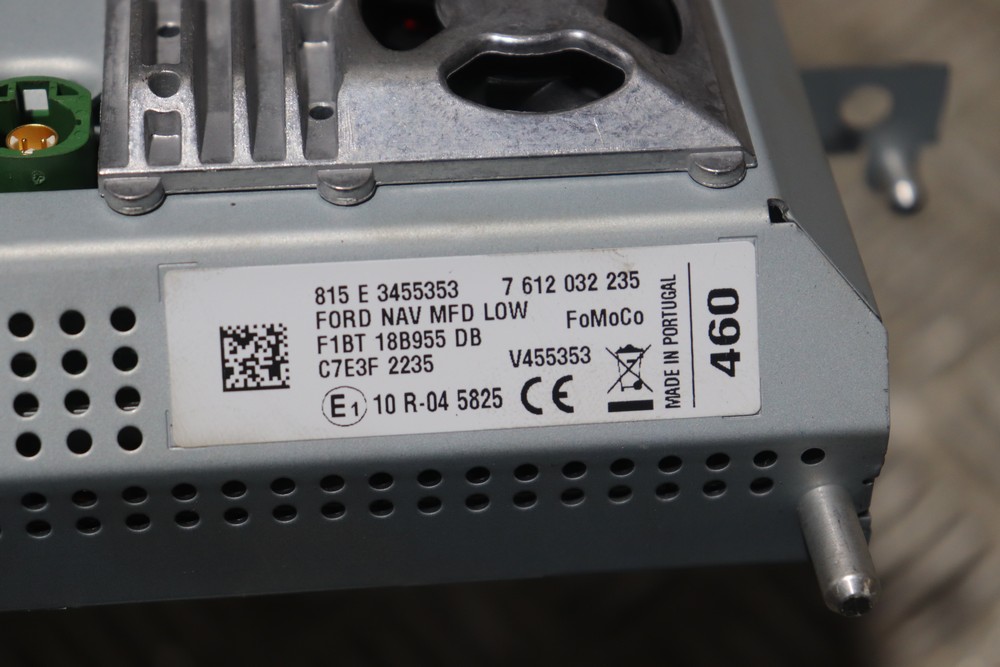 815 E 3455353 7 612 032 235
FORD NAV MFD LOW
FoMoCo
F1BT 18B955 DB
C7E3F 2235
V455353
E1 10 R-04 5825 CE
MADE IN PORTUGAL
460